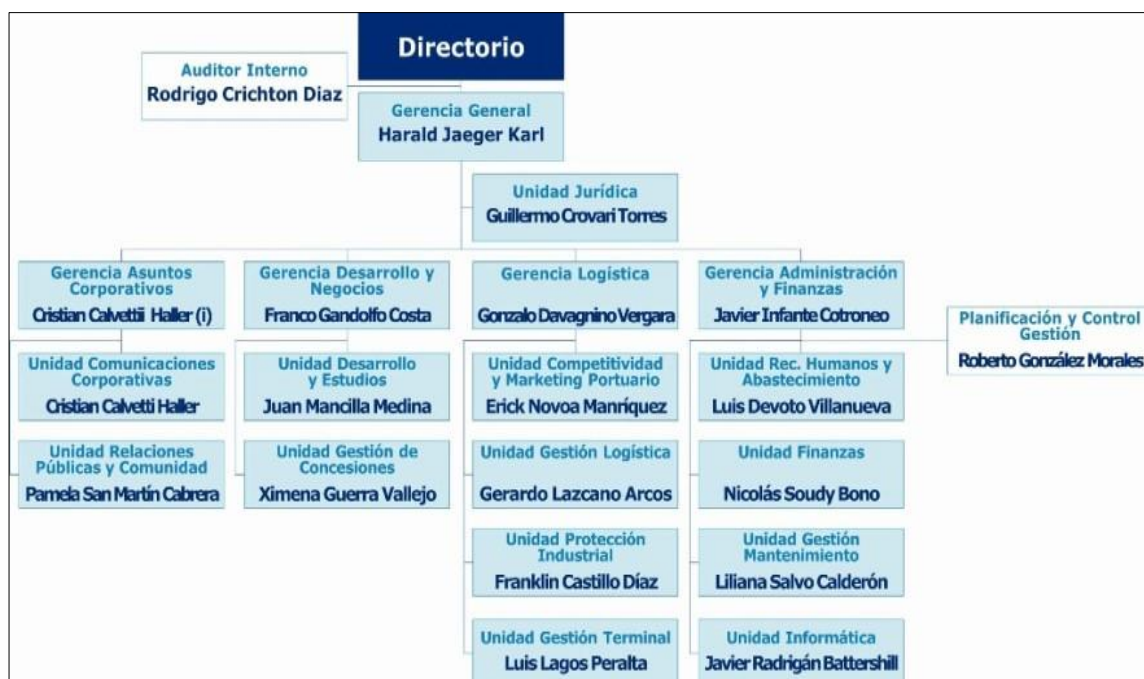 Directorio
Auditor Interno
Rodrigo Crichton Diaz
Gerencia General
Harald Jaeger Karl
Unidad Jurídica
Guillermo Crovari Torres
Gerencia Asuntos
Corporativos
Cristian Calvettii Haller (i)
Gerencia Desarrollo y
Negocios
Franco Gandolfo Costa
Gerencia Logística
Gonzalo Davagnino Vergara
Gerencia Administración
y Finanzas
Javier Infante Cotroneo
Planificación y Control
Gestión
Roberto González Morales
Unidad Comunicaciones
Corporativas
Cristian Calvetti Haller
Unidad Desarrollo
y Estudios
Juan Mancilla Medina
Unidad Competitividad
y Marketing Portuario
Erick Novoa Manríquez
Unidad Rec. Humanos y
Abastecimiento
Luis Devoto Villanueva
Unidad Relaciones
Públicas y Comunidad
Pamela San Martín Cabrera
Unidad Gestión de
Concesiones
Ximena Guerra Vallejo
Unidad Gestión Logística
Gerardo Lazcano Arcos
Unidad Finanzas
Nicolás Soudy Bono
Unidad Protección
Industrial
Franklin Castillo Díaz
Unidad Gestión
Mantenimiento
Liliana Salvo Calderón
Unidad Gestión Terminal
Luis Lagos Peralta
Unidad Informática
Javier Radrigán Battershill